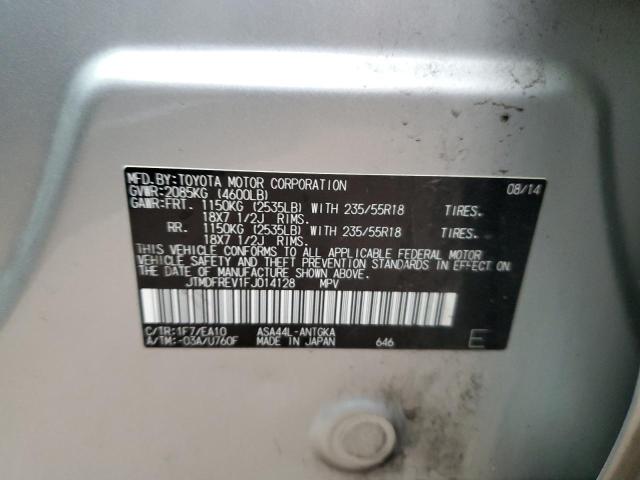 MFD.BY:TOYOTA MOTOR CORPORATION 08/14
GVWR:2085KG (4600LB)
GAWR:FRT. 1150KG (2535LB) WITH 235/55R18 TIRES.
18X7 1/2J RIMS.
RR. 1150KG (2535LB) WITH 235/55R18 TIRES.
18X7 1/2J RIMS.
THIS VEHICLE CONFORMS TO ALL APPLICABLE FEDERAL MOTOR
VEHICLE SAFETY AND THEFT PREVENTION STANDARDS IN EFFECT
ON THE DATE OF MANUFACTURE SHOWN ABOVE.
JTMDFREV1FJ014128 MPV
C/TR:1F7/EA10 ASA44L-ANTGKA
A/TM:-03A/U760F MADE IN JAPAN 646 E